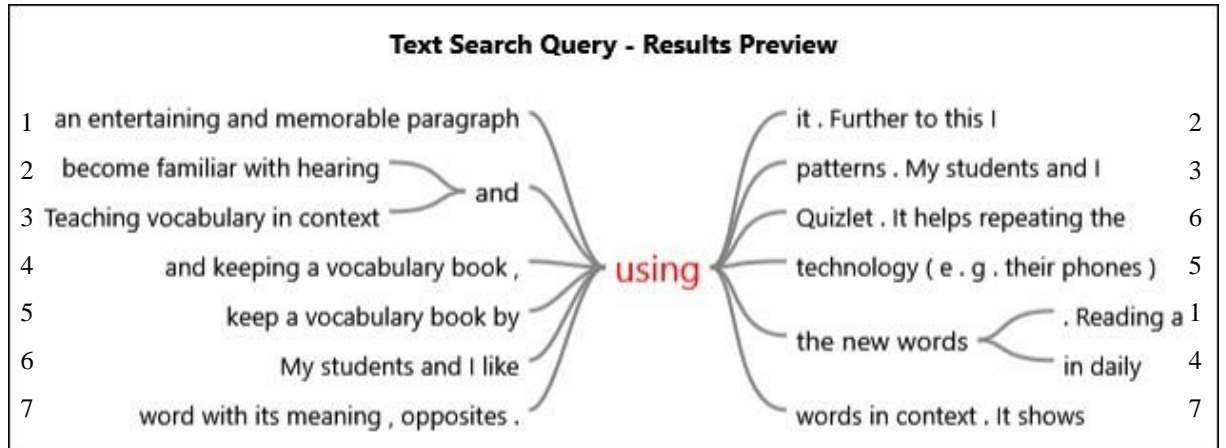 Text Search Query - Results Preview
1 an entertaining and memorable paragraph
2 become familiar with hearing
and
3 Teaching vocabulary in context
4 and keeping a vocabulary book ,
5 keep a vocabulary book by
6 My students and I like
7 word with its meaning , opposites .
using
it . Further to this I 2
patterns . My students and I 3
Quizlet . It helps repeating the 6
technology ( e . g . their phones ) 5
the new words
. Reading a 1
in daily 4
words in context . It shows 7